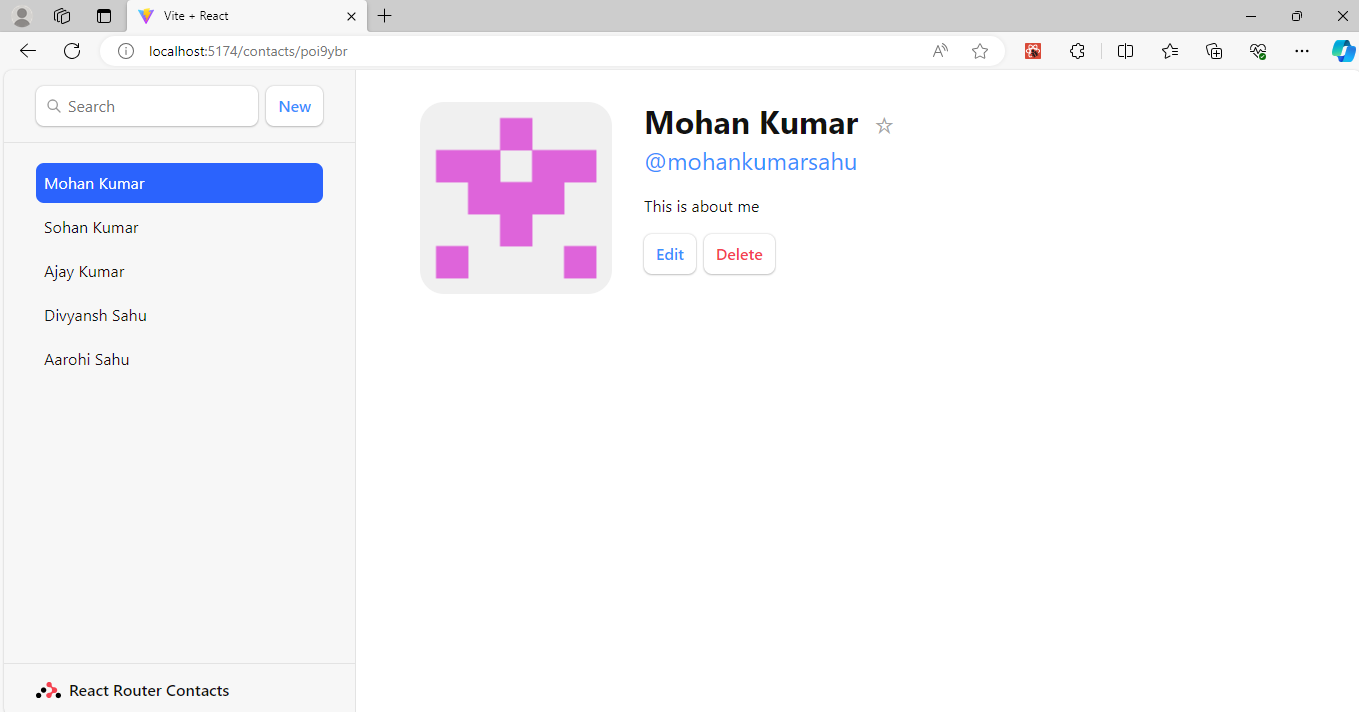 Vite + React
localhost:5174/contacts/poi9ybr
Search
New
Mohan Kumar
Sohan Kumar
Ajay Kumar
Divyansh Sahu
Aarohi Sahu
React Router Contacts
Mohan Kumar
@mohankumarsahu
This is about me
Edit Delete